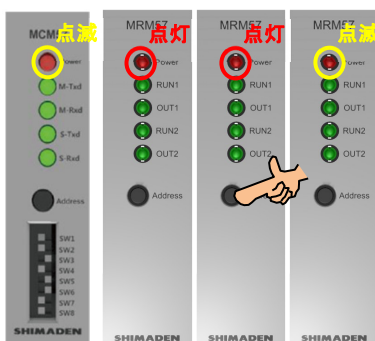 MCM5
点滅
Power
M-Txd
M-Rxd
S-Txd
S-Rxd
Address
SW1
SW2
SW3
SW4
SW5
SW6
SW7
SW8
SHIMADEN
MRM57
点灯
Power
RUN1
OUT1
RUN2
OUT2
Address
SHIMADEN
MRM57
点灯
Power
RUN1
OUT1
RUN2
OUT2
SHIMADEN
MRM57
点滅
Power
RUN1
OUT1
RUN2
OUT2
Address
SHIMADEN